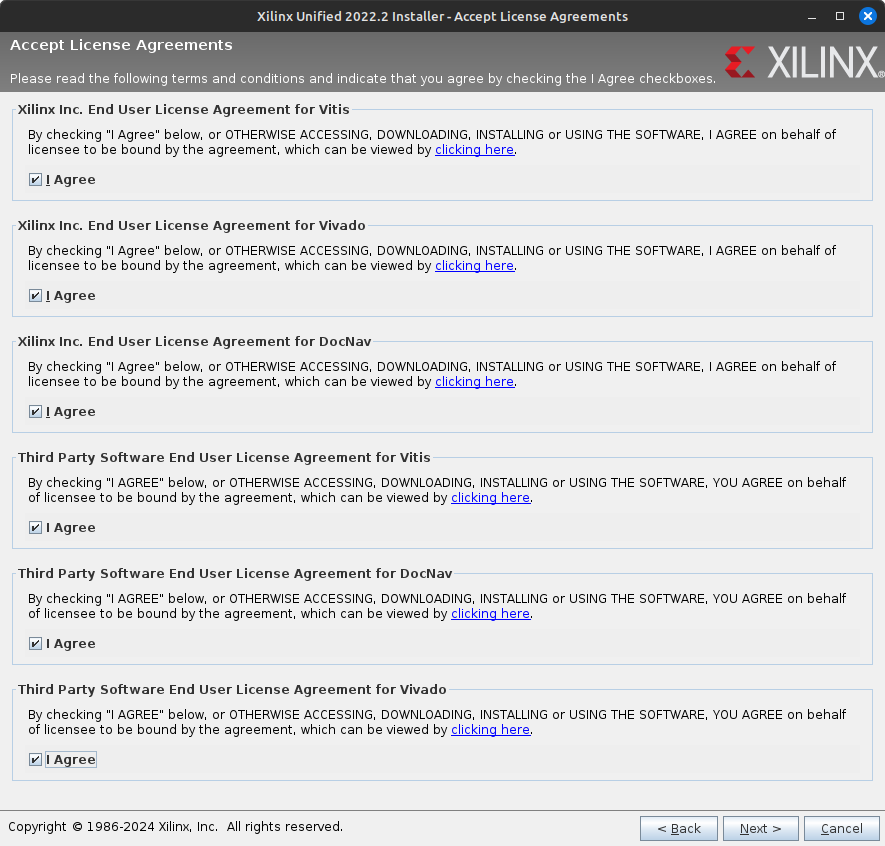 Xilinx Unified 2022.2 Installer - Accept License Agreements
Accept License Agreements
Please read the following terms and conditions and indicate that you agree by checking the I Agree checkboxes.
XILINX®
Xilinx Inc. End User License Agreement for Vitis
By checking "I Agree" below, or OTHERWISE ACCESSING, DOWNLOADING, INSTALLING or USING THE SOFTWARE, I AGREE on behalf of
licensee to be bound by the agreement, which can be viewed by clicking here.
I Agree
Xilinx Inc. End User License Agreement for Vivado
By checking "I Agree" below, or OTHERWISE ACCESSING, DOWNLOADING, INSTALLING or USING THE SOFTWARE, I AGREE on behalf of
licensee to be bound by the agreement, which can be viewed by clicking here.
I Agree
Xilinx Inc. End User License Agreement for DocNav
By checking "I Agree" below, or OTHERWISE ACCESSING, DOWNLOADING, INSTALLING or USING THE SOFTWARE, I AGREE on behalf of
licensee to be bound by the agreement, which can be viewed by clicking here.
I Agree
Third Party Software End User License Agreement for Vitis
By checking "I AGREE" below, or OTHERWISE ACCESSING, DOWNLOADING, INSTALLING or USING THE SOFTWARE, YOU AGREE on behalf
of licensee to be bound by the agreement, which can be viewed by clicking here.
I Agree
Third Party Software End User License Agreement for DocNav
By checking "I AGREE" below, or OTHERWISE ACCESSING, DOWNLOADING, INSTALLING or USING THE SOFTWARE, YOU AGREE on behalf
of licensee to be bound by the agreement, which can be viewed by clicking here.
I Agree
Third Party Software End User License Agreement for Vivado
By checking "I AGREE" below, or OTHERWISE ACCESSING, DOWNLOADING, INSTALLING or USING THE SOFTWARE, YOU AGREE on behalf
of licensee to be bound by the agreement, which can be viewed by clicking here.
I Agree
Copyright © 1986-2024 Xilinx, Inc. All rights reserved.
< Back
Next >
Cancel